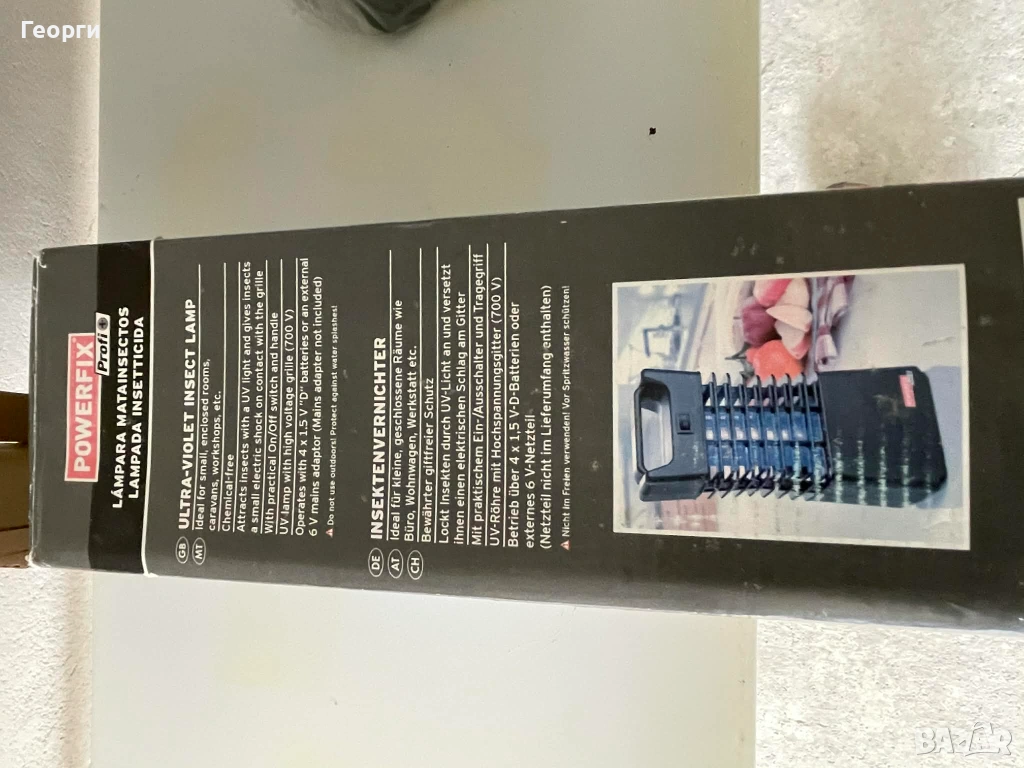 Георги
POWERFIX
Profi
LÁMPARA MATAINSECTOS
LAMPADA INSETTICIDA
GB
MT
ULTRA-VIOLET INSECT LAMP
Ideal for small, enclosed rooms,
caravans, workshops, etc.
Chemical-free
Attracts insects with a UV light and gives insects
a small electric shock on contact with the grille
With practical On/Off switch and handle
UV lamp with high voltage grille (700 V)
Operates with 4 x 1.5 V "D" batteries or an external
6 V mains adaptor (Mains adapter not included)
Do not use outdoors! Protect against water splashes!
DE
AT
CH
INSEKTENVERNICHTER
Ideal für kleine, geschlossene Räume wie
Büro, Wohnwagen, Werkstatt etc.
Bewährter giftfreier Schutz
Lockt Insekten durch UV-Licht an und versetzt
ihnen einen elektrischen Schlag am Gitter
Mit praktischem Ein-/Ausschalter und Tragegriff
UV-Röhre mit Hochspannungsgitter (700 V)
Betrieb über 4 x 1,5 V-D-Batterien oder
externes 6 V-Netzteil
(Netzteil nicht im Lieferumfang enthalten)
Nicht im Freien verwenden! Vor Spritzwasser schützen!
BAZAR